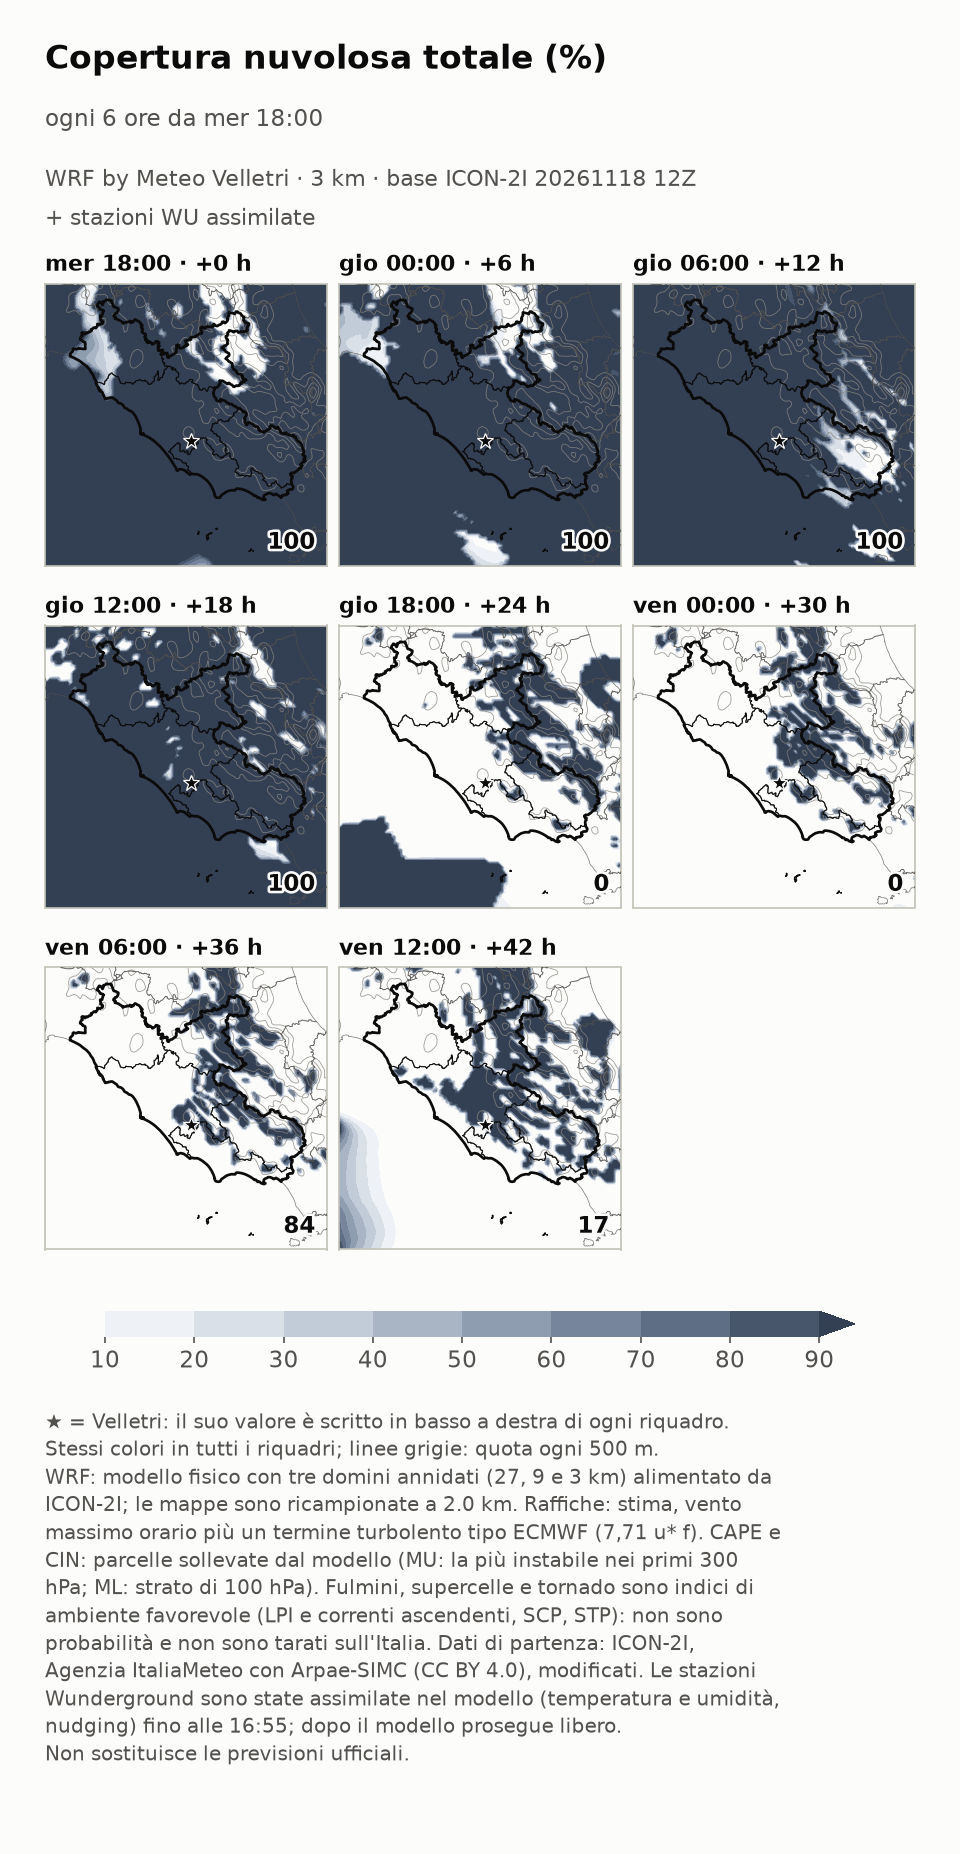 Copertura nuvolosa totale (%)
ogni 6 ore da mer 18:00
WRF by Meteo Velletri · 3 km · base ICON-2I 20261118 12Z
+ stazioni WU assimilate
mer 18:00 · +0 h
gio 00:00 · +6 h
gio 06:00 · +12 h
100
100
100
gio 12:00 · +18 h
gio 18:00 · +24 h
ven 00:00 · +30 h
100
0
0
ven 06:00 · +36 h
ven 12:00 · +42 h
84
17
10 20 30 40 50 60 70 80 90
★ = Velletri: il suo valore è scritto in basso a destra di ogni riquadro.
Stessi colori in tutti i riquadri; linee grigie: quota ogni 500 m.
WRF: modello fisico con tre domini annidati (27, 9 e 3 km) alimentato da
ICON-2I; le mappe sono ricampionate a 2.0 km. Raffiche: stima, vento
massimo orario più un termine turbolento tipo ECMWF (7,71 u* f). CAPE e
CIN: parcelle sollevate dal modello (MU: la più instabile nei primi 300
hPa; ML: strato di 100 hPa). Fulmini, supercelle e tornado sono indici di
ambiente favorevole (LPI e correnti ascendenti, SCP, STP): non sono
probabilità e non sono tarati sull'Italia. Dati di partenza: ICON-2I,
Agenzia ItaliaMeteo con Arpae-SIMC (CC BY 4.0), modificati. Le stazioni
Wunderground sono state assimilate nel modello (temperatura e umidità,
nudging) fino alle 16:55; dopo il modello prosegue libero.
Non sostituisce le previsioni ufficiali.